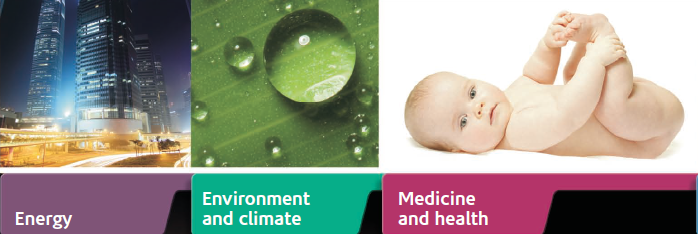 Energy
Environment
and climate
Medicine
and health